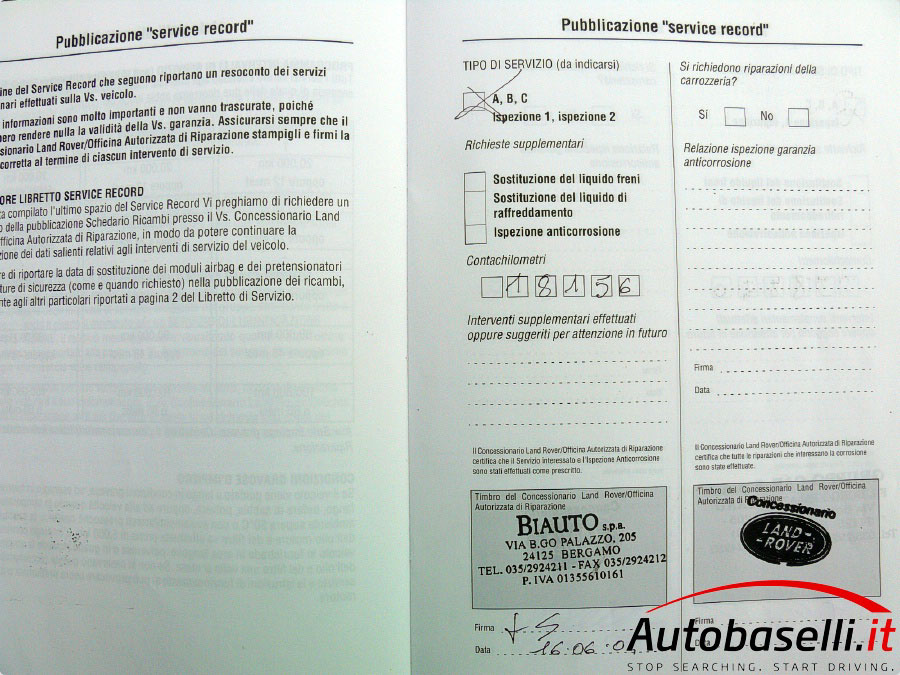 Pubblicazione "service record"
ine del Service Record che seguono riportano un resoconto dei servizi
nari effettuati sulla Vs. veicolo.
informazioni sono molto importanti e non vanno trascurate, poiché
ero rendere nulla la validità della Vs. garanzia. Assicurarsi sempre che il
sionario Land Rover/Officina Autorizzata di Riparazione stampigli e firmi la
corretta al termine di ciascun intervento di servizio.
ORE LIBRETTO SERVICE RECORD
ta compilato l'ultimo spazio del Service Record Vi preghiamo di richiedere un
o della pubblicazione Schedario Ricambi presso il Vs. Concessionario Land
Officina Autorizzata di Riparazione, in modo da potere continuare la
zione dei dati salienti relativi agli interventi di servizio del veicolo.
re di riportare la data di sostituzione dei moduli airbag e dei pretensionatori
ture di sicurezza (come e quando richiesto) nella pubblicazione dei ricambi,
nte agli altri particolari riportati a pagina 2 del Libretto di Servizio.
Pubblicazione "service record"
TIPO DI SERVIZIO (da indicarsi)
A, B, C
Ispezione 1, ispezione 2
Richieste supplementari
Sostituzione del liquido freni
Sostituzione del liquido di
raffreddamento
Ispezione anticorrosione
Contachilometri
18156
Interventi supplementari effettuati
oppure suggeriti per attenzione in futuro
Il Concessionario Land Rover/Officina Autorizzata di Riparazione
certifica che il Servizio interessato e l'Ispezione Anticorrosione
sono stati effettuati come prescritto.
Timbro del Concessionario Land Rover/Officina
Autorizzata di Riparazione
BIAUTO s.p.a.
VIA B.GO PALAZZO, 205
24125 BERGAMO
TEL. 035/2924211 - FAX 035/2924212
P. IVA 01355610161
Firma
Data 16.06.
Si richiedono riparazioni della
carrozzeria?
Sì No
Relazione ispezione garanzia
anticorrosione
Firma
Data
Il Concessionario Land Rover/Officina Autorizzata di Riparazione
certifica che tutte le riparazioni che interessano la corrosione
sono state effettuate.
Timbro del Concessionario Land Rover/Officina
Autorizzata di Riparazione
Concessionario
LAND-
-ROVER
Firma
Autobaselli.it
STOP SEARCHING. START DRIVING.